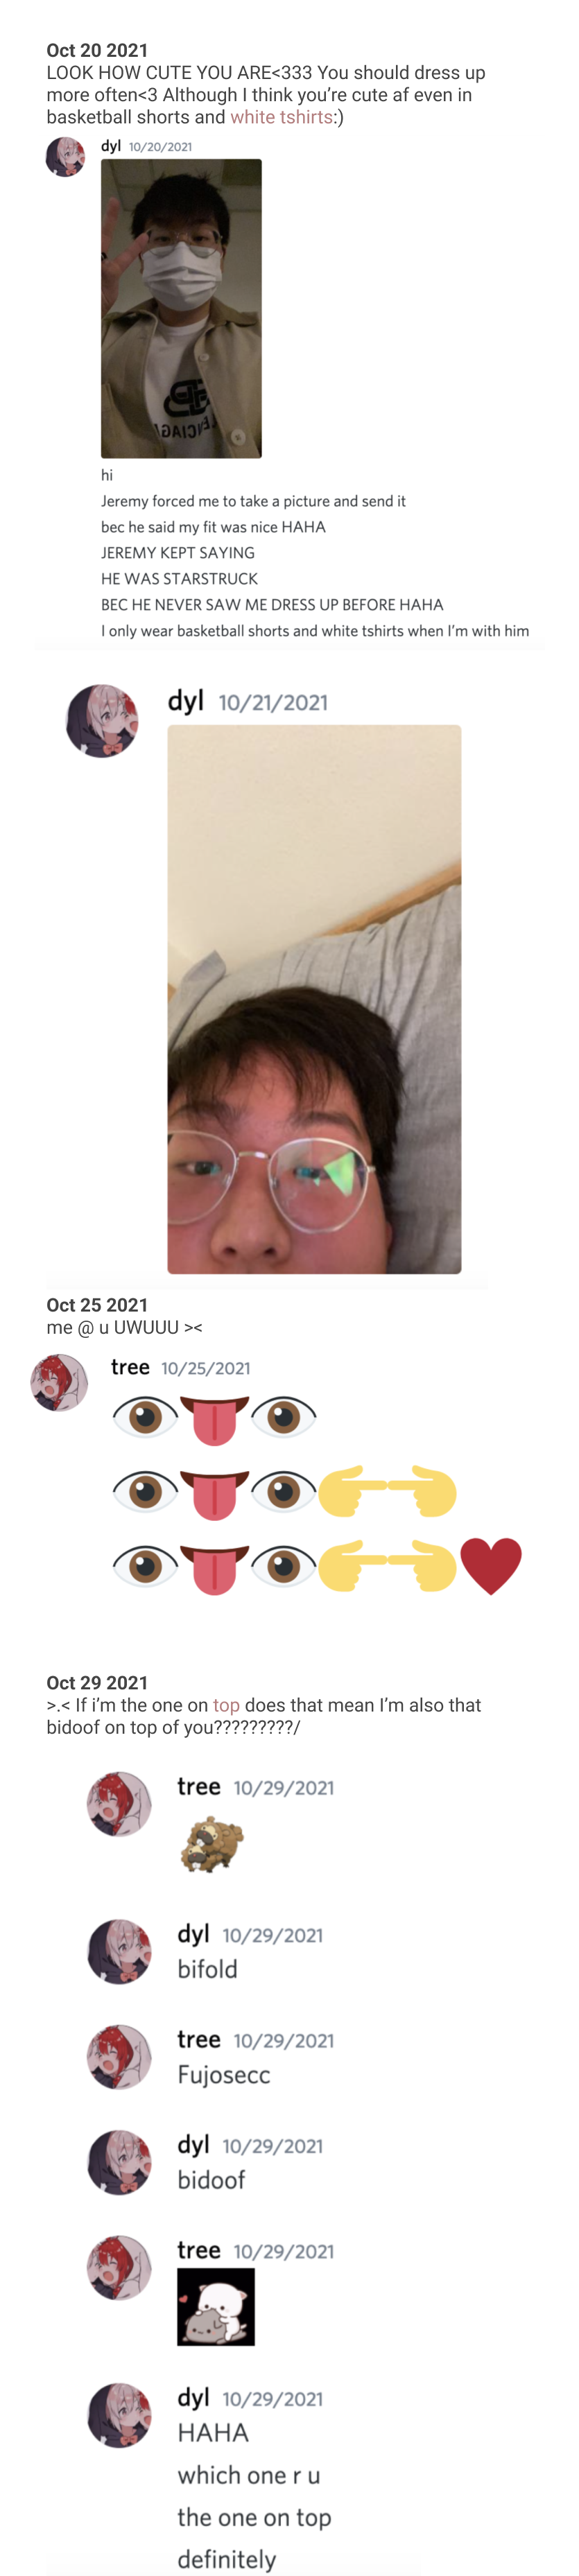 Oct 20 2021
LOOK HOW CUTE YOU ARE<333 You should dress up
more often<3 Although I think you’re cute af even in
basketball shorts and white tshirts:)
dyl 10/20/2021
hi
Jeremy forced me to take a picture and send it
bec he said my fit was nice HAHA
JEREMY KEPT SAYING
HE WAS STARSTRUCK
BEC HE NEVER SAW ME DRESS UP BEFORE HAHA
I only wear basketball shorts and white tshirts when I’m with him
dyl 10/21/2021
Oct 25 2021
me @ u UWUUU ><
tree 10/25/2021
👁👅👁
👁👅👁👉👈
👁👅👁👉👈❤️
Oct 29 2021
>.< If i’m the one on top does that mean I’m also that
bidoof on top of you?????????/
tree 10/29/2021
dyl 10/29/2021
bifold
tree 10/29/2021
Fujosecc
dyl 10/29/2021
bidoof
tree 10/29/2021
dyl 10/29/2021
HAHA
which one r u
the one on top
definitely